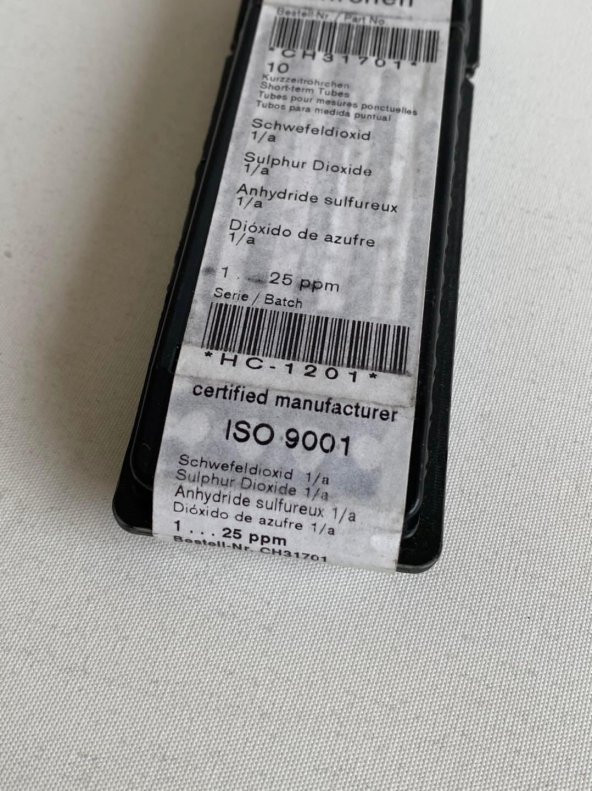 Bestell-Nr. / Part No.
*CH31701*
10
Kurzzeitröhrchen
Short-term Tubes
Tubes pour mesures ponctuelles
Tubos para medida puntual
Schwefeldioxid
1/a
Sulphur Dioxide
1/a
Anhydride sulfureux
1/a
Dióxido de azufre
1/a
1 ... 25 ppm
Serie / Batch
*HC-1201*
certified manufacturer
ISO 9001
Schwefeldioxid 1/a
Sulphur Dioxide 1/a
Anhydride sulfureux 1/a
Dióxido de azufre 1/a
1 ... 25 ppm
Bestell-Nr. CH31701